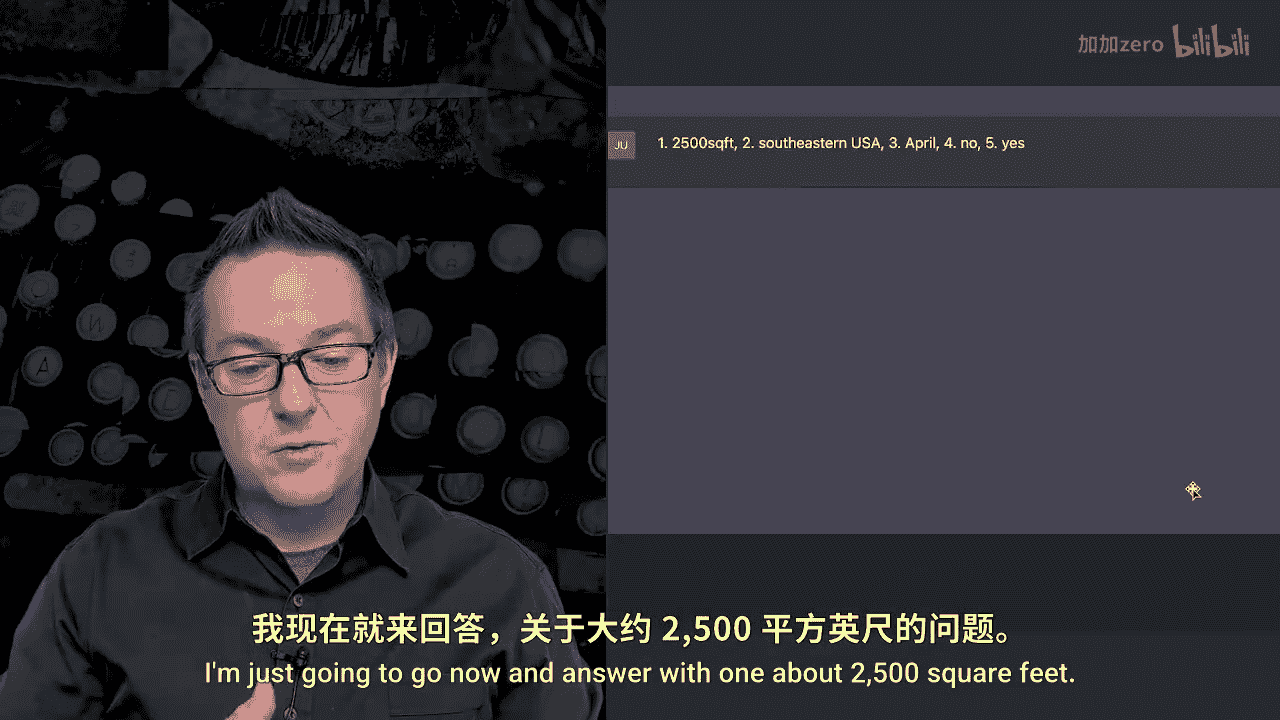 加加zero bilibili
JU 1. 2500sqft, 2. southeastern USA, 3. April, 4. no, 5. yes
我现在就来回答，关于大约 2,500 平方英尺的问题。
I'm just going to go now and answer with one about 2,500 square feet.